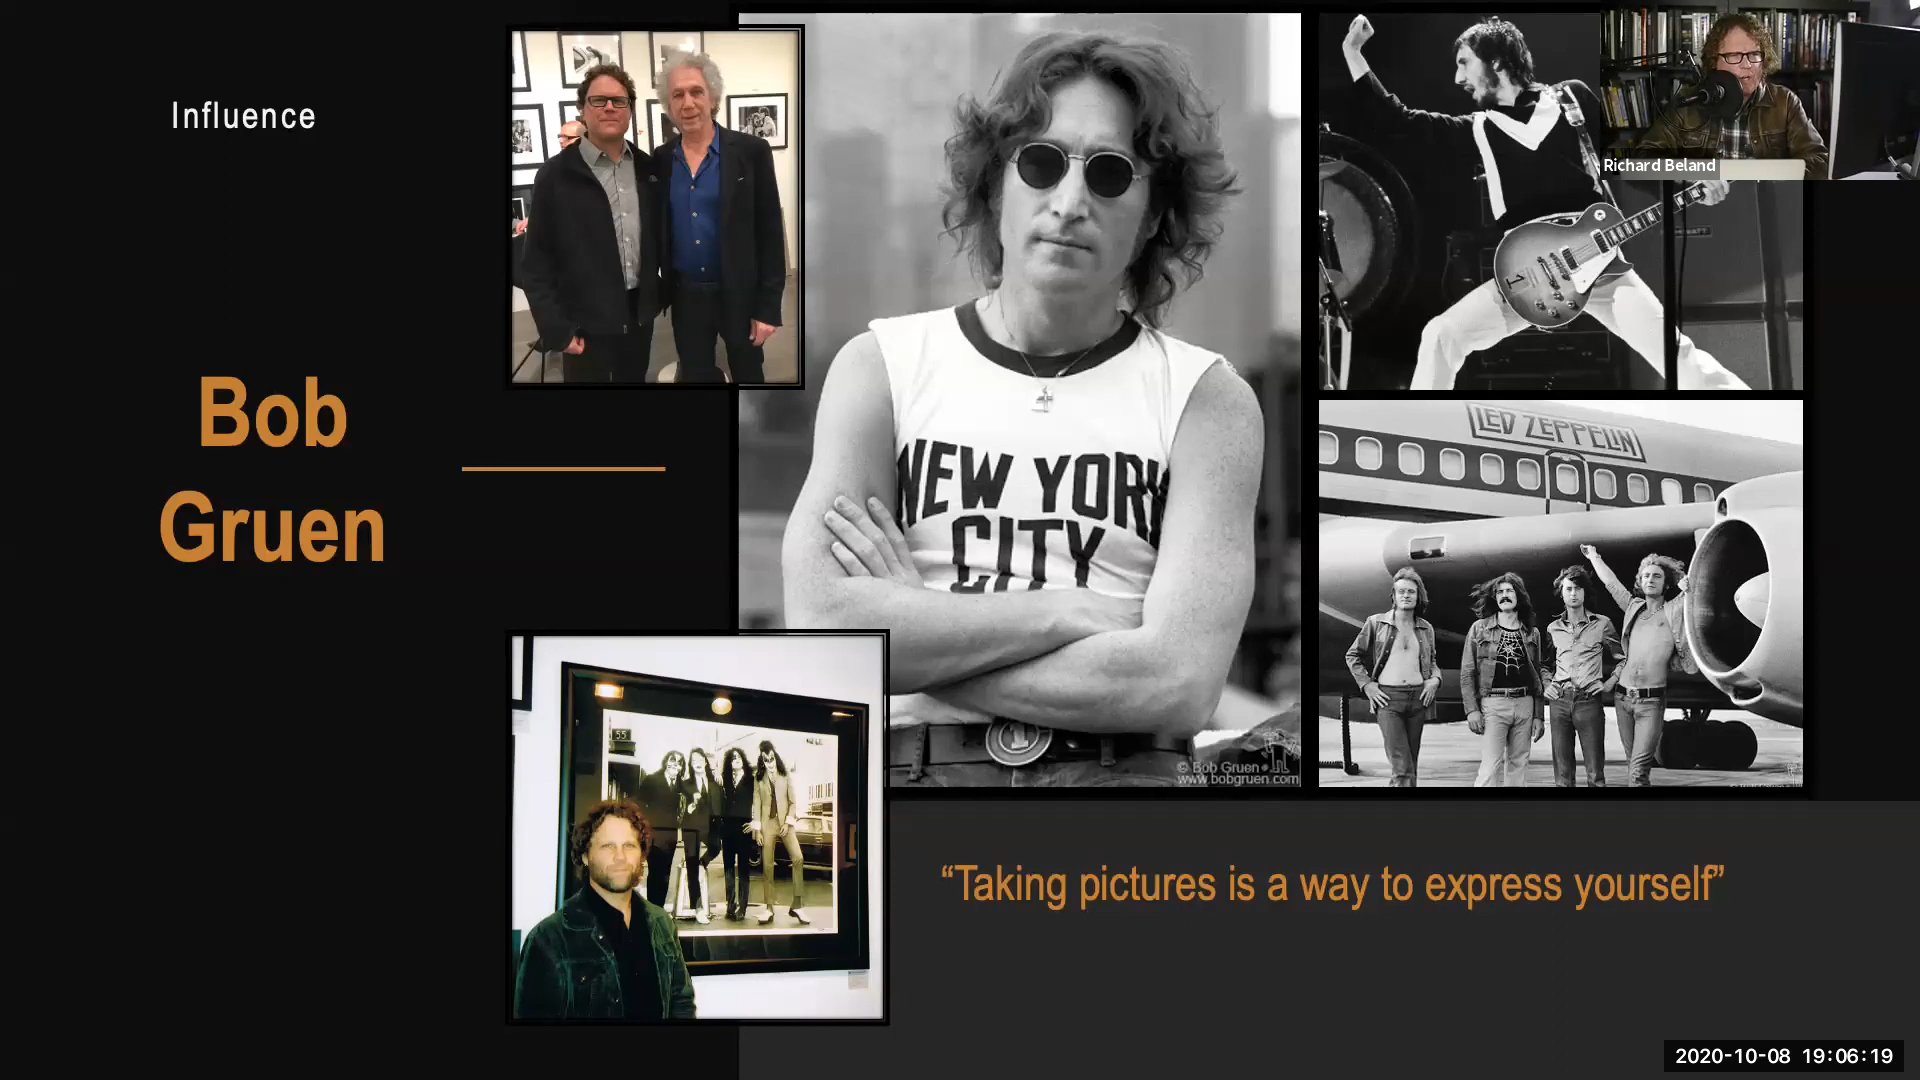 Influence
Bob
Gruen
NEW YORK
CITY
© Bob Gruen
www.bobgruen.com
Richard Beland
LED ZEPPELIN
55
“Taking pictures is a way to express yourself”
2020-10-08 19:06:19